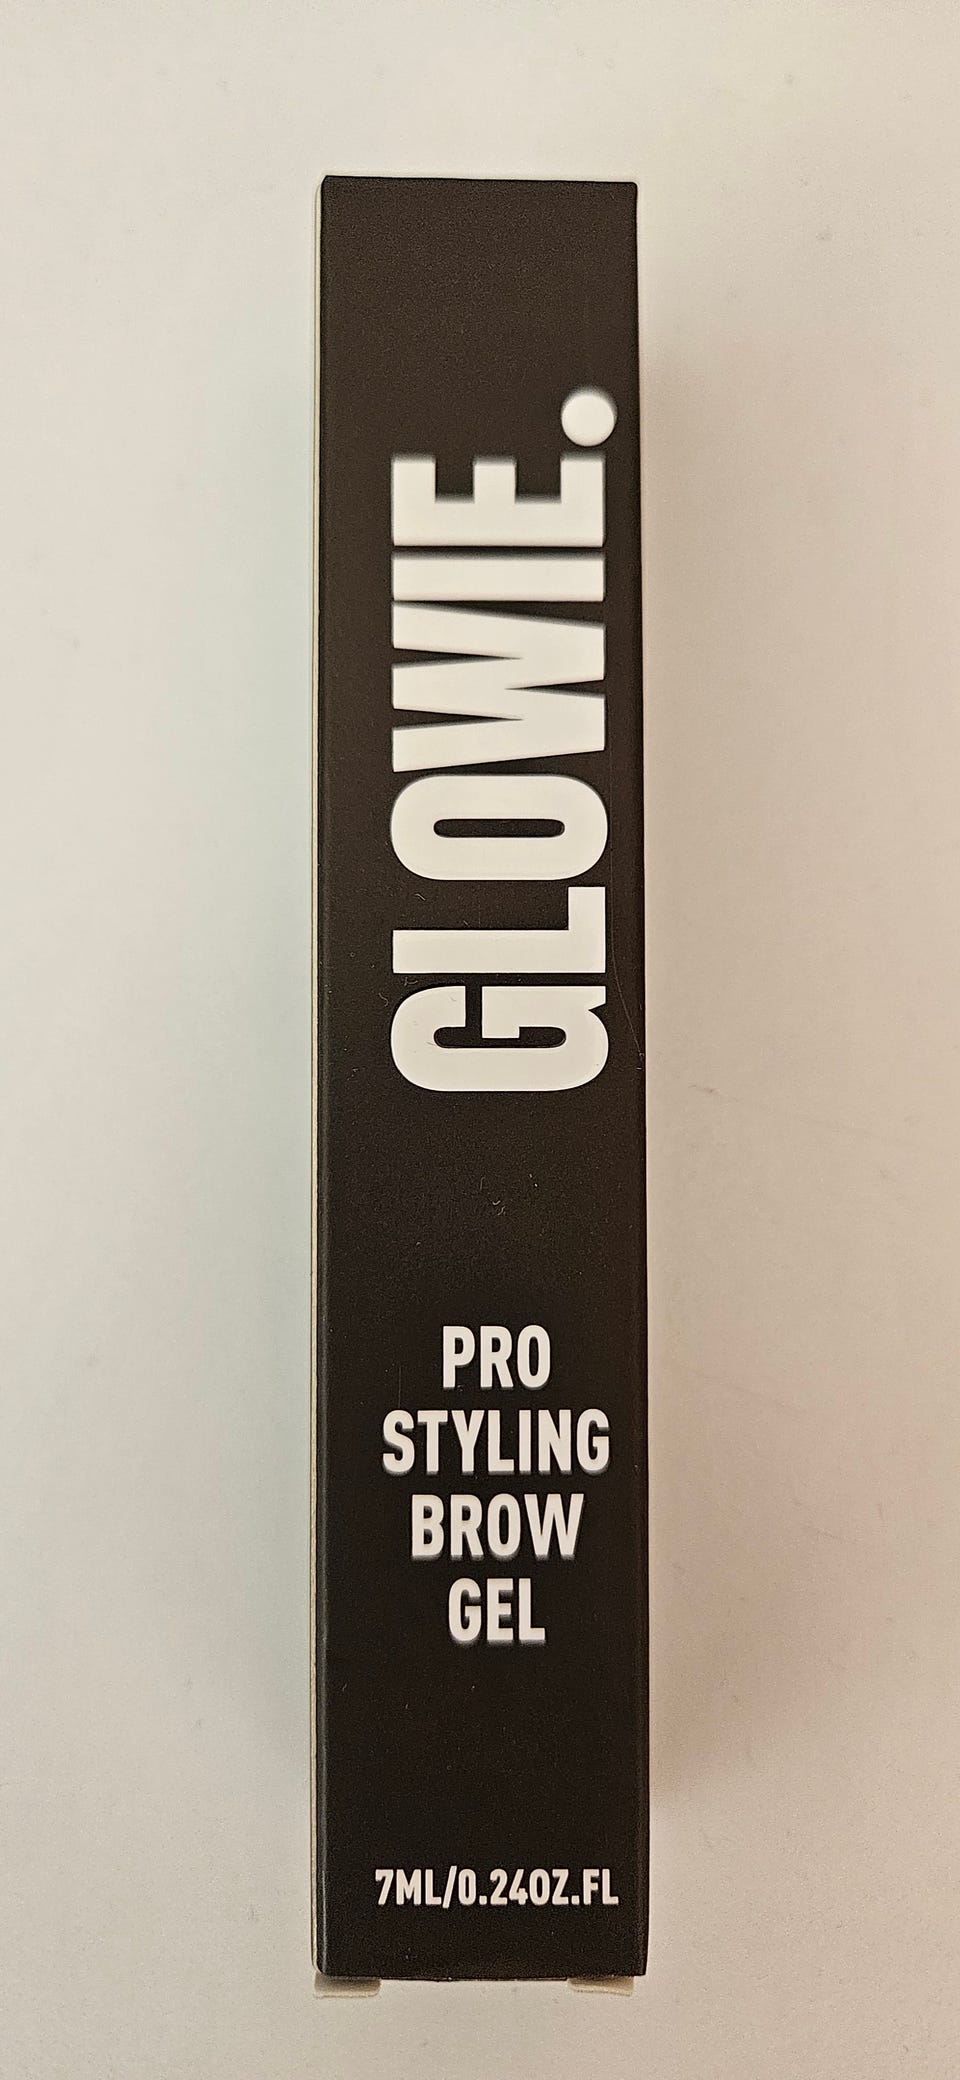 GLOWIE.
PRO
STYLING
BROW
GEL
7ML/0.24OZ.FL